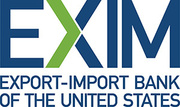 EXIM
EXPORT-IMPORT BANK
OF THE UNITED STATES